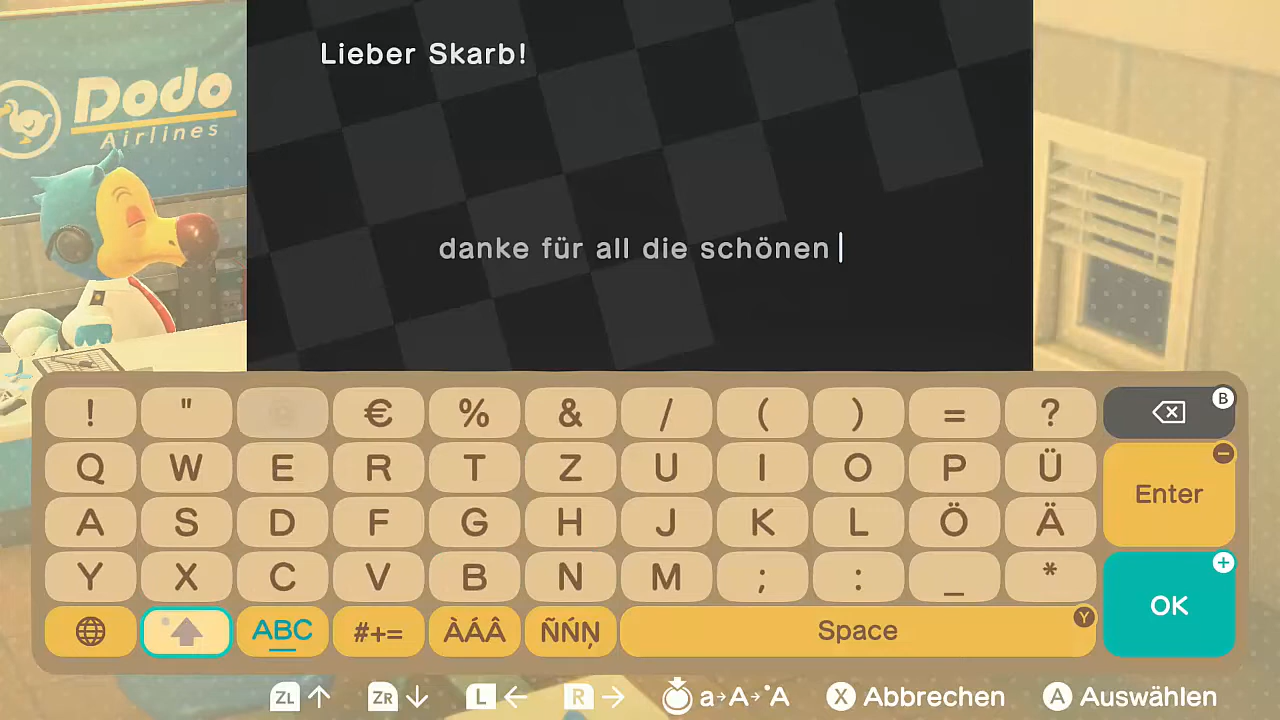 Lieber Skarb!
Dodo
Airlines
danke für all die schönen
! " € % & / ( ) = ? B
Q W E R T Z U I O P Ü
A S D F G H J K L Ö Ä Enter
Y X C V B N M ; : _ * +
ABC #+= ÀÁÂ ÑŃŅ Space Y OK
ZL ↑ ZR ↓ L ← R → a→A→°A X Abbrechen A Auswählen